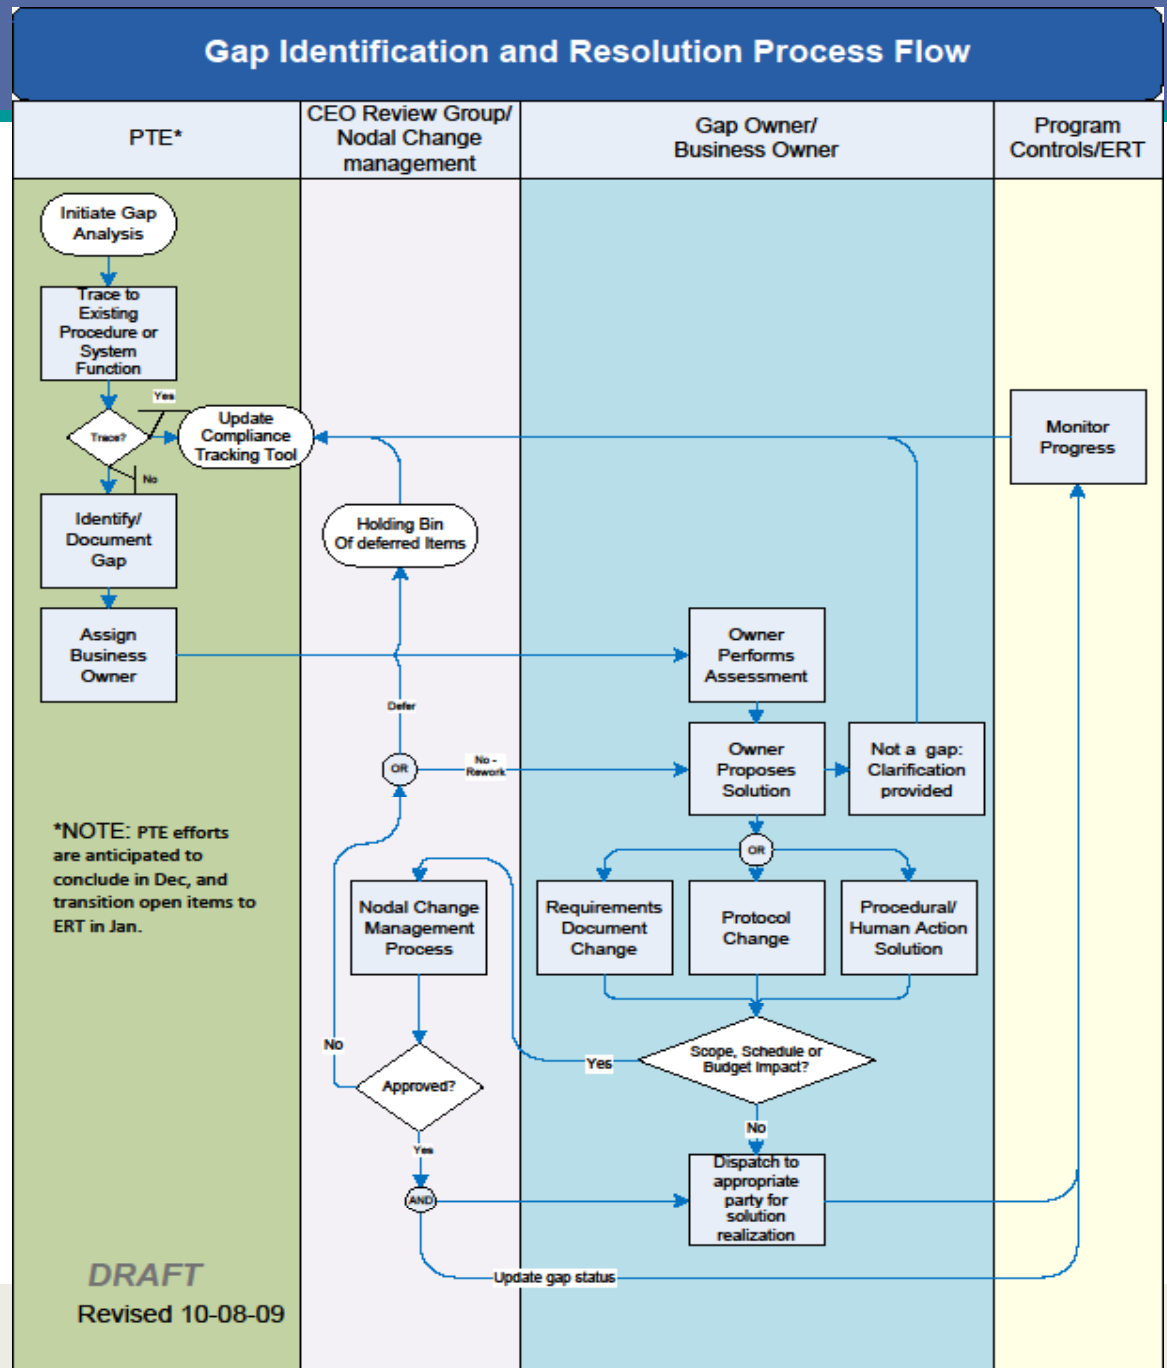 Gap Identification and Resolution Process Flow
PTE*
CEO Review Group/
Nodal Change
management
Gap Owner/
Business Owner
Program
Controls/ERT
Initiate Gap
Analysis
Trace to
Existing
Procedure or
System
Function
Yes
Trace?
Update
Compliance
Tracking Tool
No
Monitor
Progress
Identify/
Document
Gap
Holding Bin
Of deferred Items
Assign
Business
Owner
Owner
Performs
Assessment
Defer
OR
No -
Rework
Owner
Proposes
Solution
Not a gap:
Clarification
provided
*NOTE: PTE efforts
are anticipated to
conclude in Dec, and
transition open items to
ERT in Jan.
OR
Nodal Change
Management
Process
Requirements
Document
Change
Protocol
Change
Procedural/
Human Action
Solution
No
Approved?
Yes
Scope, Schedule or
Budget Impact?
Yes
No
AND
Dispatch to
appropriate
party for
solution
realization
Update gap status
DRAFT
Revised 10-08-09